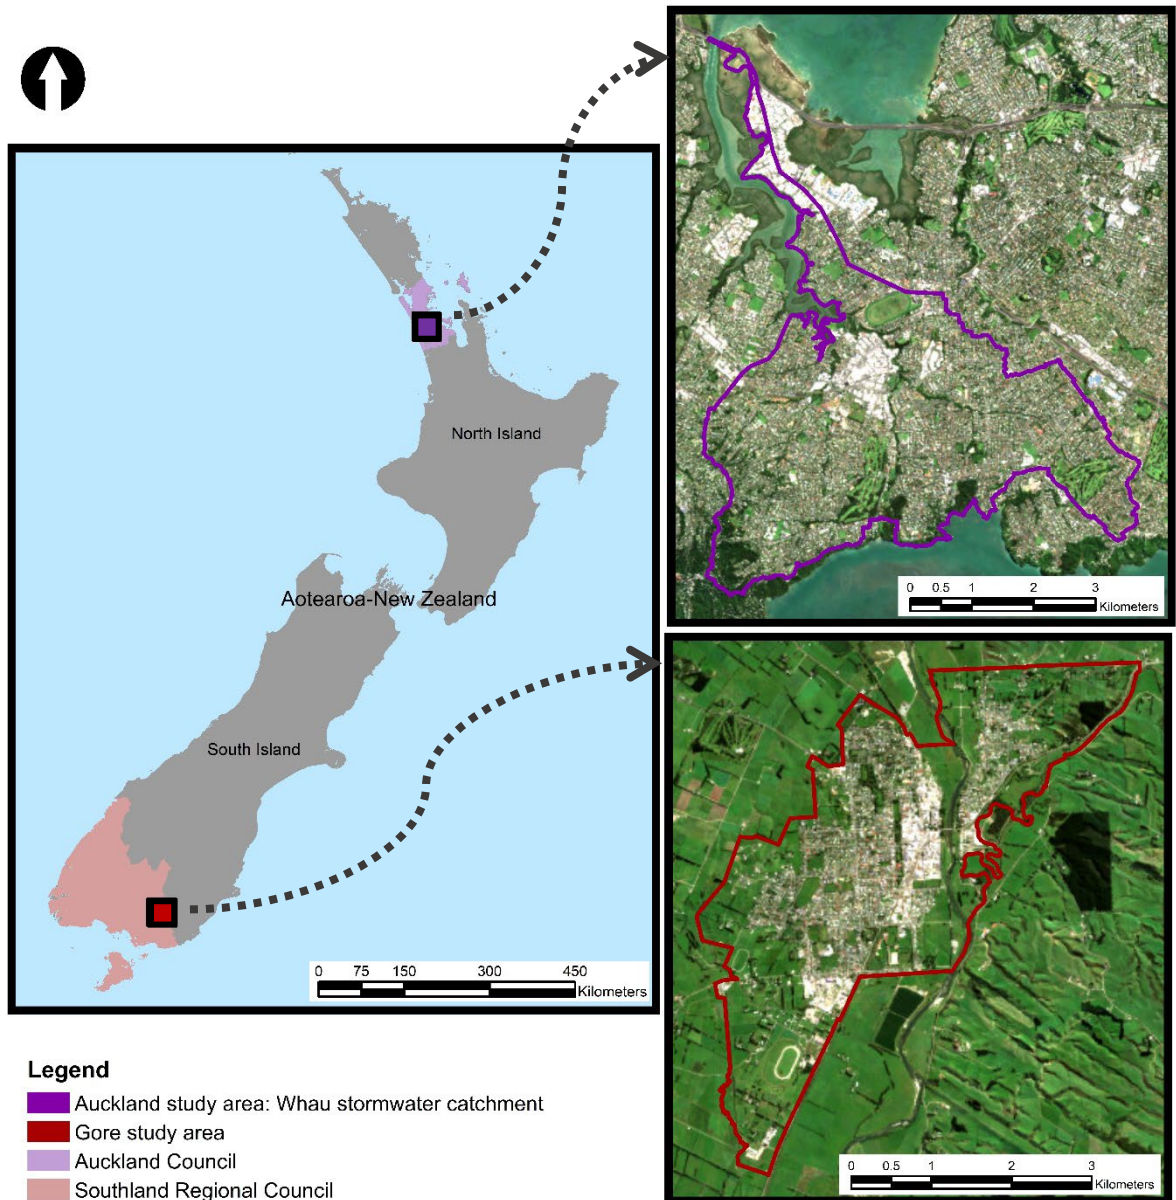 North Island
Aotearoa-New Zealand
South Island
0 75 150 300 450
Kilometers
0 0.5 1 2 3
Kilometers
0 0.5 1 2 3
Kilometers
Legend
Auckland study area: Whau stormwater catchment
Gore study area
Auckland Council
Southland Regional Council